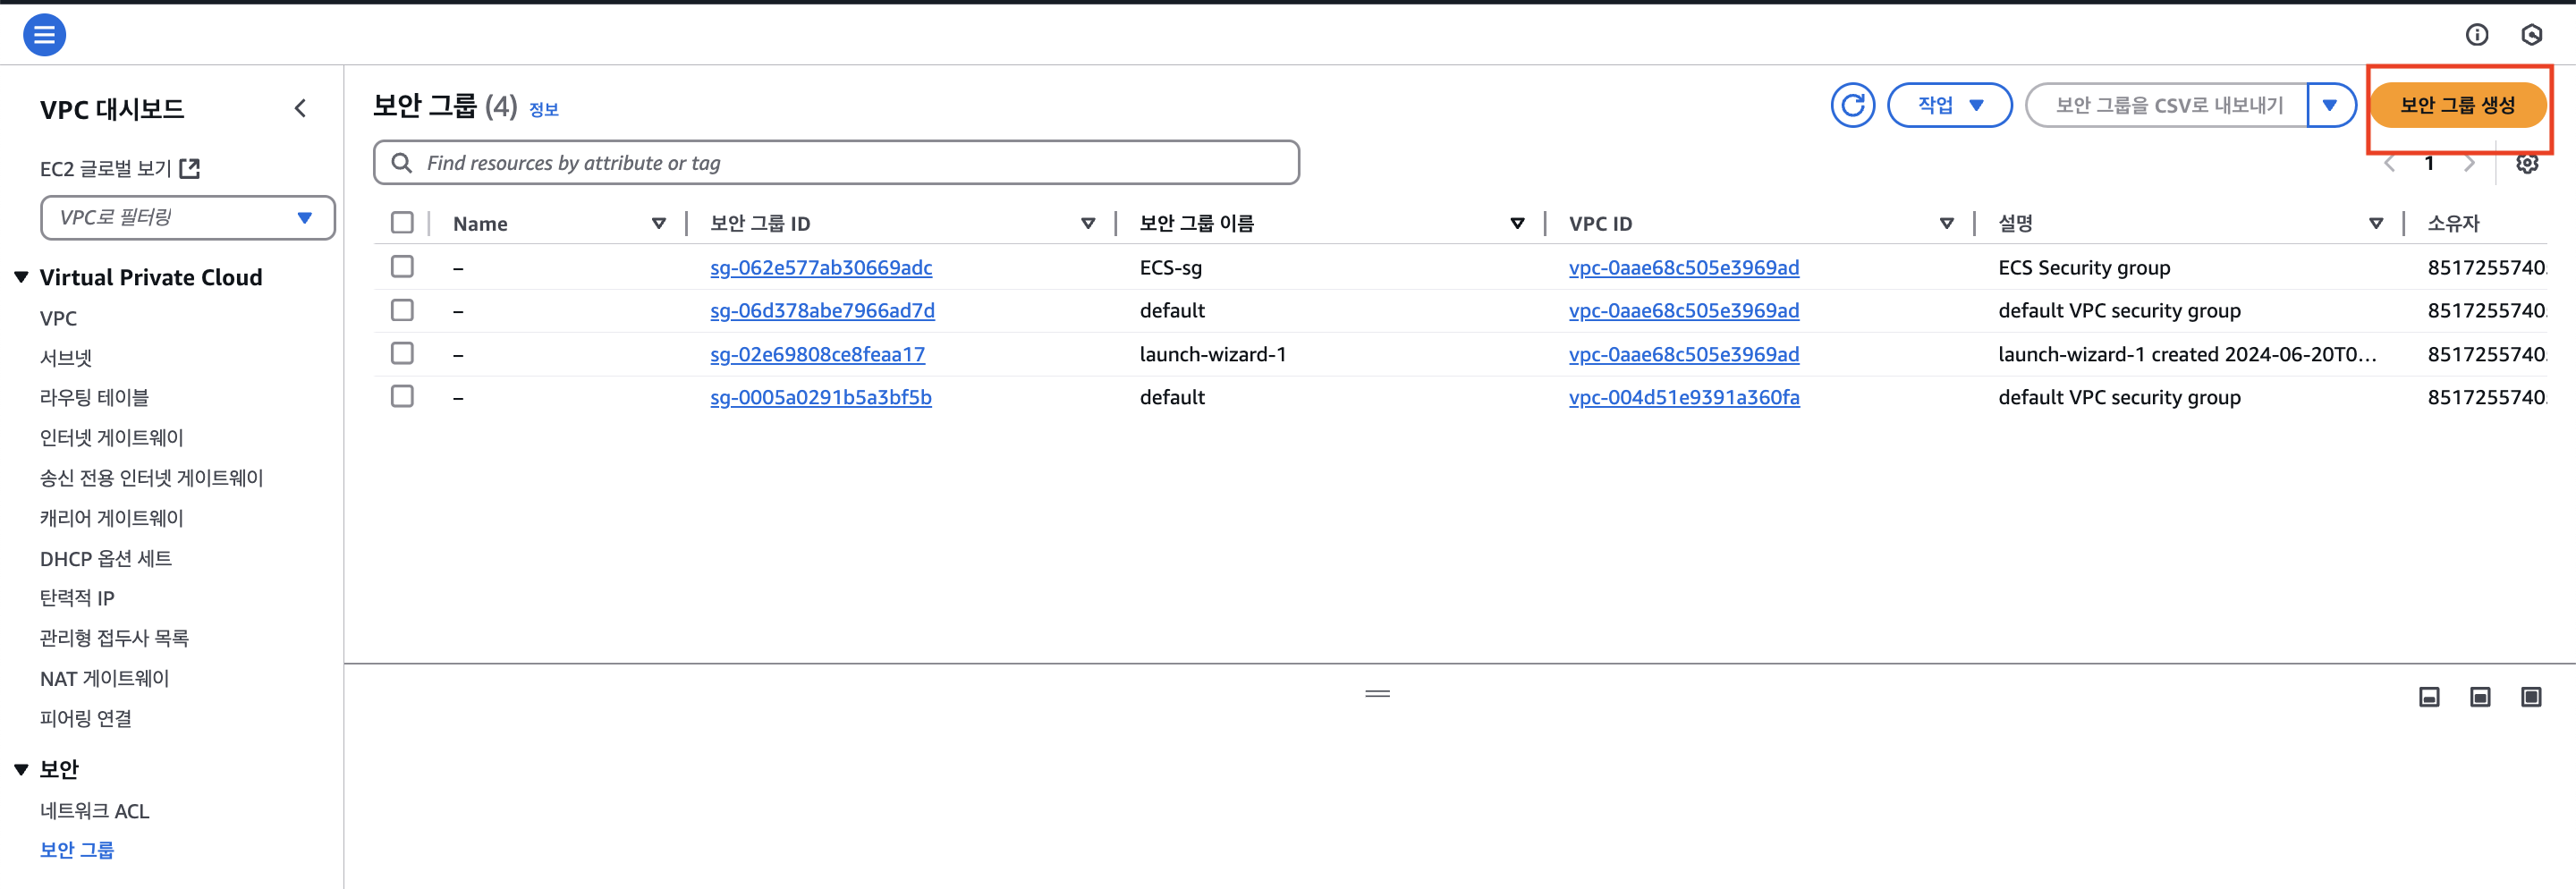 VPC 대시보드
EC2 글로벌 보기
VPC로 필터링
Virtual Private Cloud
VPC
서브넷
라우팅 테이블
인터넷 게이트웨이
송신 전용 인터넷 게이트웨이
캐리어 게이트웨이
DHCP 옵션 세트
탄력적 IP
관리형 접두사 목록
NAT 게이트웨이
피어링 연결
보안
네트워크 ACL
보안 그룹
보안 그룹 (4) 정보
작업 보안 그룹을 CSV로 내보내기 보안 그룹 생성
Find resources by attribute or tag
1
Name 보안 그룹 ID 보안 그룹 이름 VPC ID 설명 소유자
– sg-062e577ab30669adc ECS-sg vpc-0aae68c505e3969ad ECS Security group 8517255740
– sg-06d378abe7966ad7d default vpc-0aae68c505e3969ad default VPC security group 8517255740
– sg-02e69808ce8feaa17 launch-wizard-1 vpc-0aae68c505e3969ad launch-wizard-1 created 2024-06-20T0... 8517255740
– sg-0005a0291b5a3bf5b default vpc-004d51e9391a360fa default VPC security group 8517255740